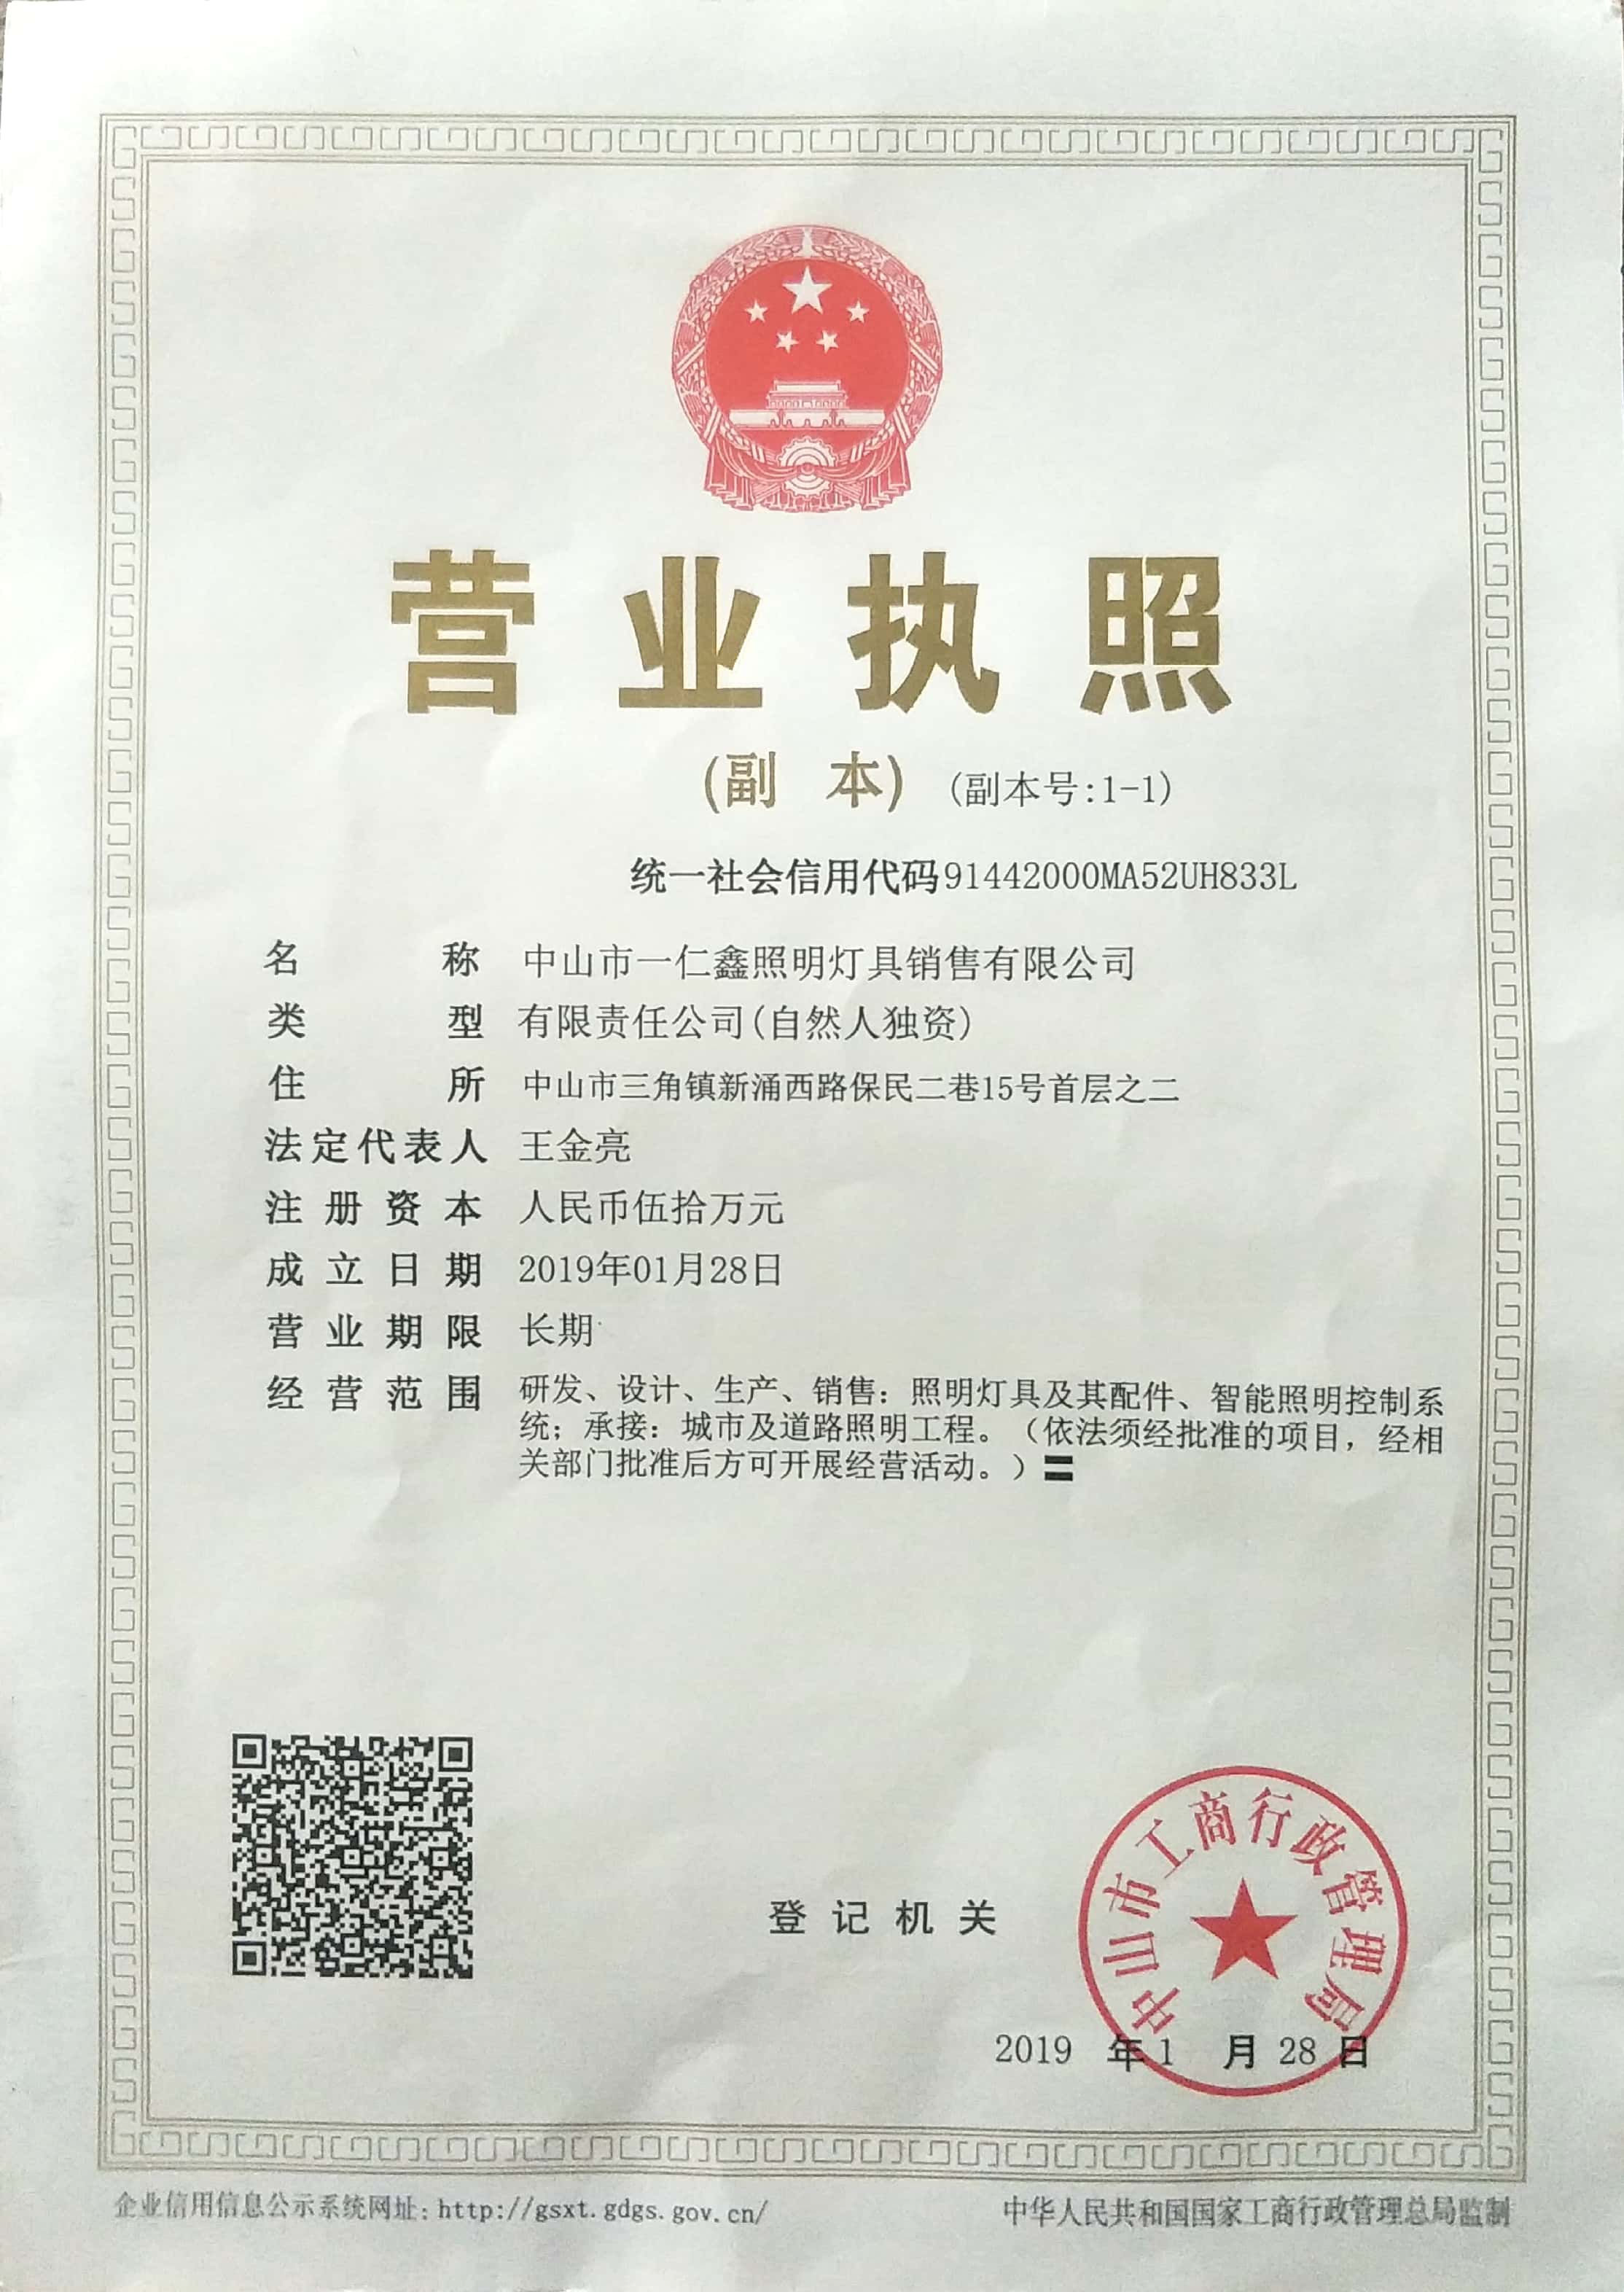 营业执照
(副 本) (副本号:1-1)
统一社会信用代码91442000MA52UH833L
名称 中山市一仁鑫照明灯具销售有限公司
类型 有限责任公司(自然人独资)
住所 中山市三角镇新涌西路保民二巷15号首层之二
法定代表人 王金亮
注册资本 人民币伍拾万元
成立日期 2019年01月28日
营业期限 长期
经营范围 研发、设计、生产、销售：照明灯具及其配件、智能照明控制系
统；承接：城市及道路照明工程。（依法须经批准的项目，经相
关部门批准后方可开展经营活动。）〓
登记机关
中山市工商行政管理局
2019 年 1 月 28 日
企业信用信息公示系统网址：http://gsxt.gdgs.gov.cn/
中华人民共和国国家工商行政管理总局监制